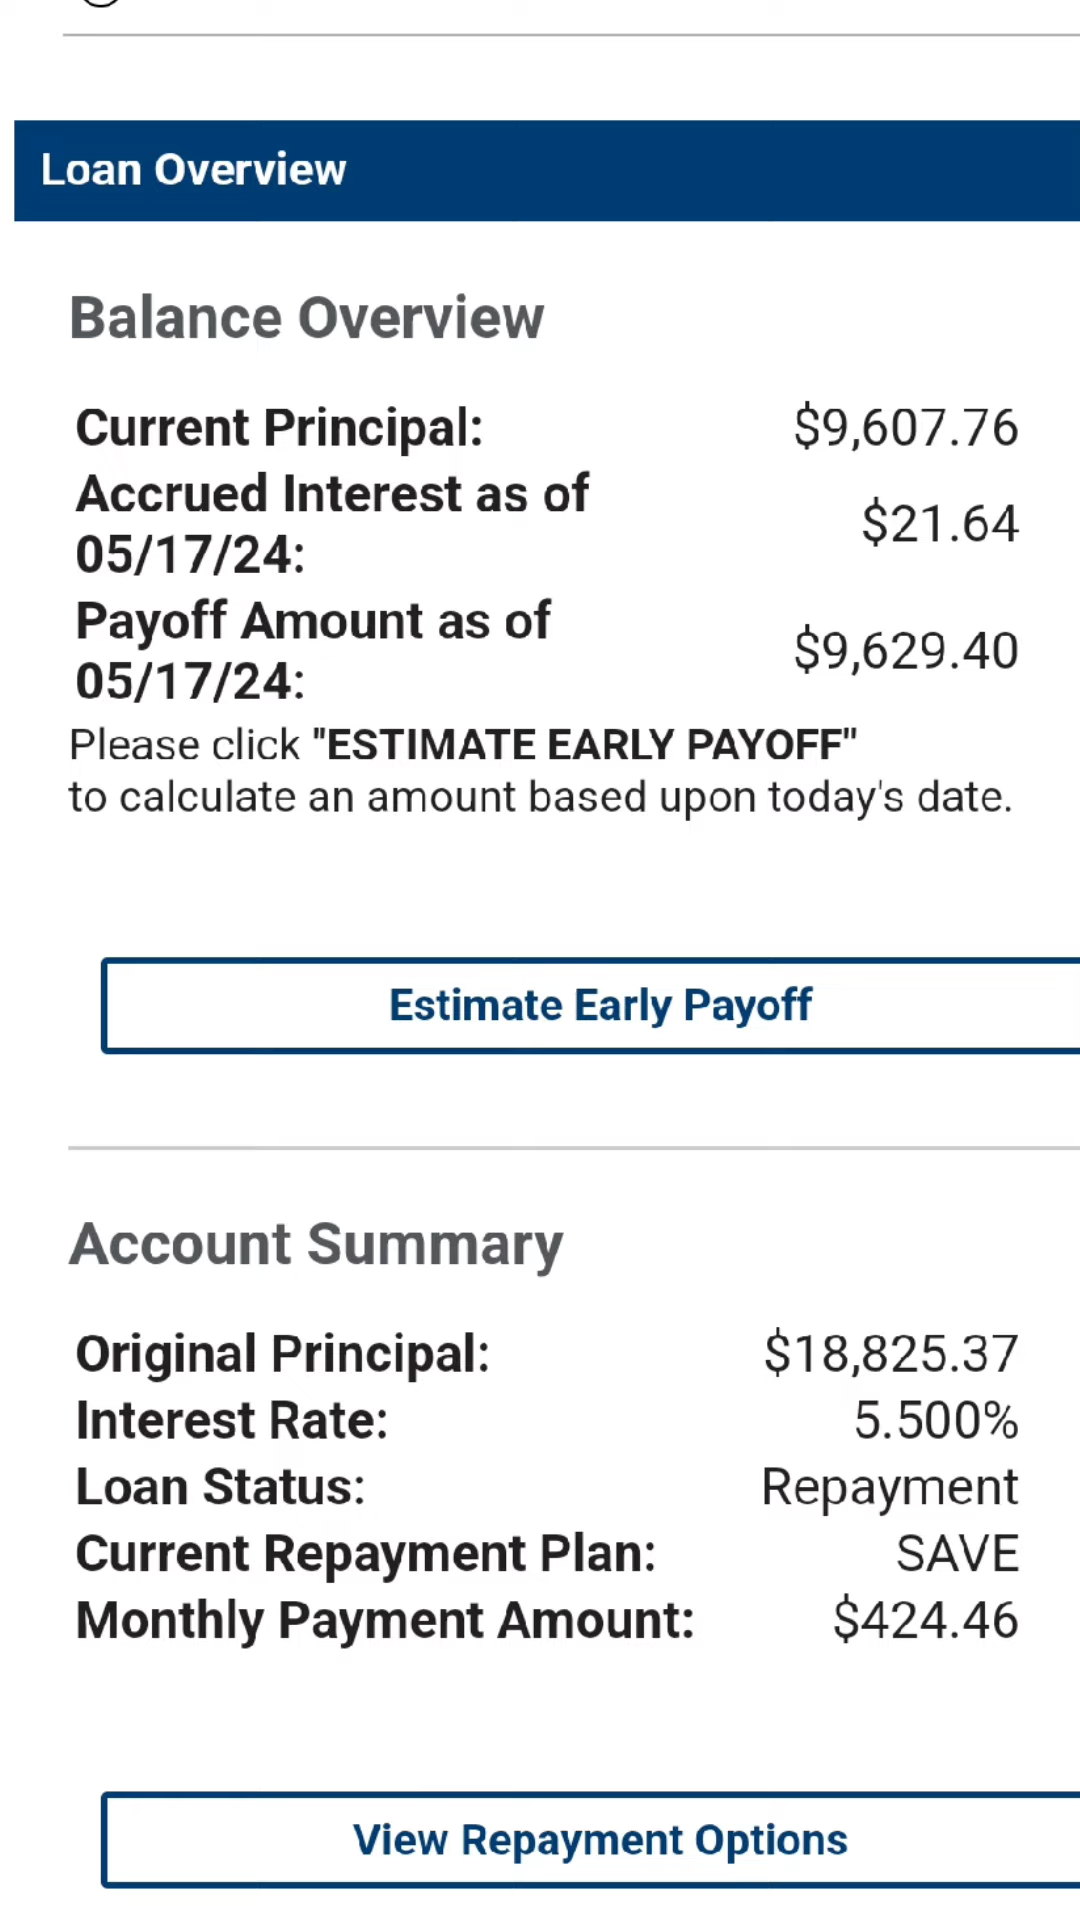 Loan Overview
Balance Overview
Current Principal: $9,607.76
Accrued Interest as of
05/17/24: $21.64
Payoff Amount as of
05/17/24: $9,629.40
Please click "ESTIMATE EARLY PAYOFF"
to calculate an amount based upon today's date.
Estimate Early Payoff
Account Summary
Original Principal: $18,825.37
Interest Rate: 5.500%
Loan Status: Repayment
Current Repayment Plan: SAVE
Monthly Payment Amount: $424.46
View Repayment Options